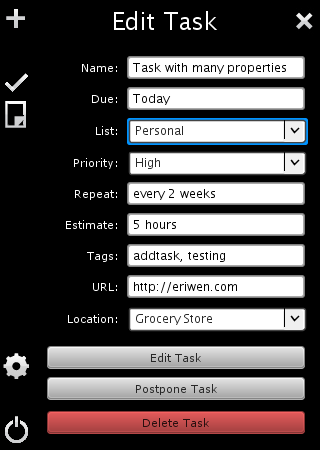 Edit Task
Name: Task with many properties
Due: Today
List: Personal
Priority: High
Repeat: every 2 weeks
Estimate: 5 hours
Tags: addtask, testing
URL: http://eriwen.com
Location: Grocery Store
Edit Task
Postpone Task
Delete Task